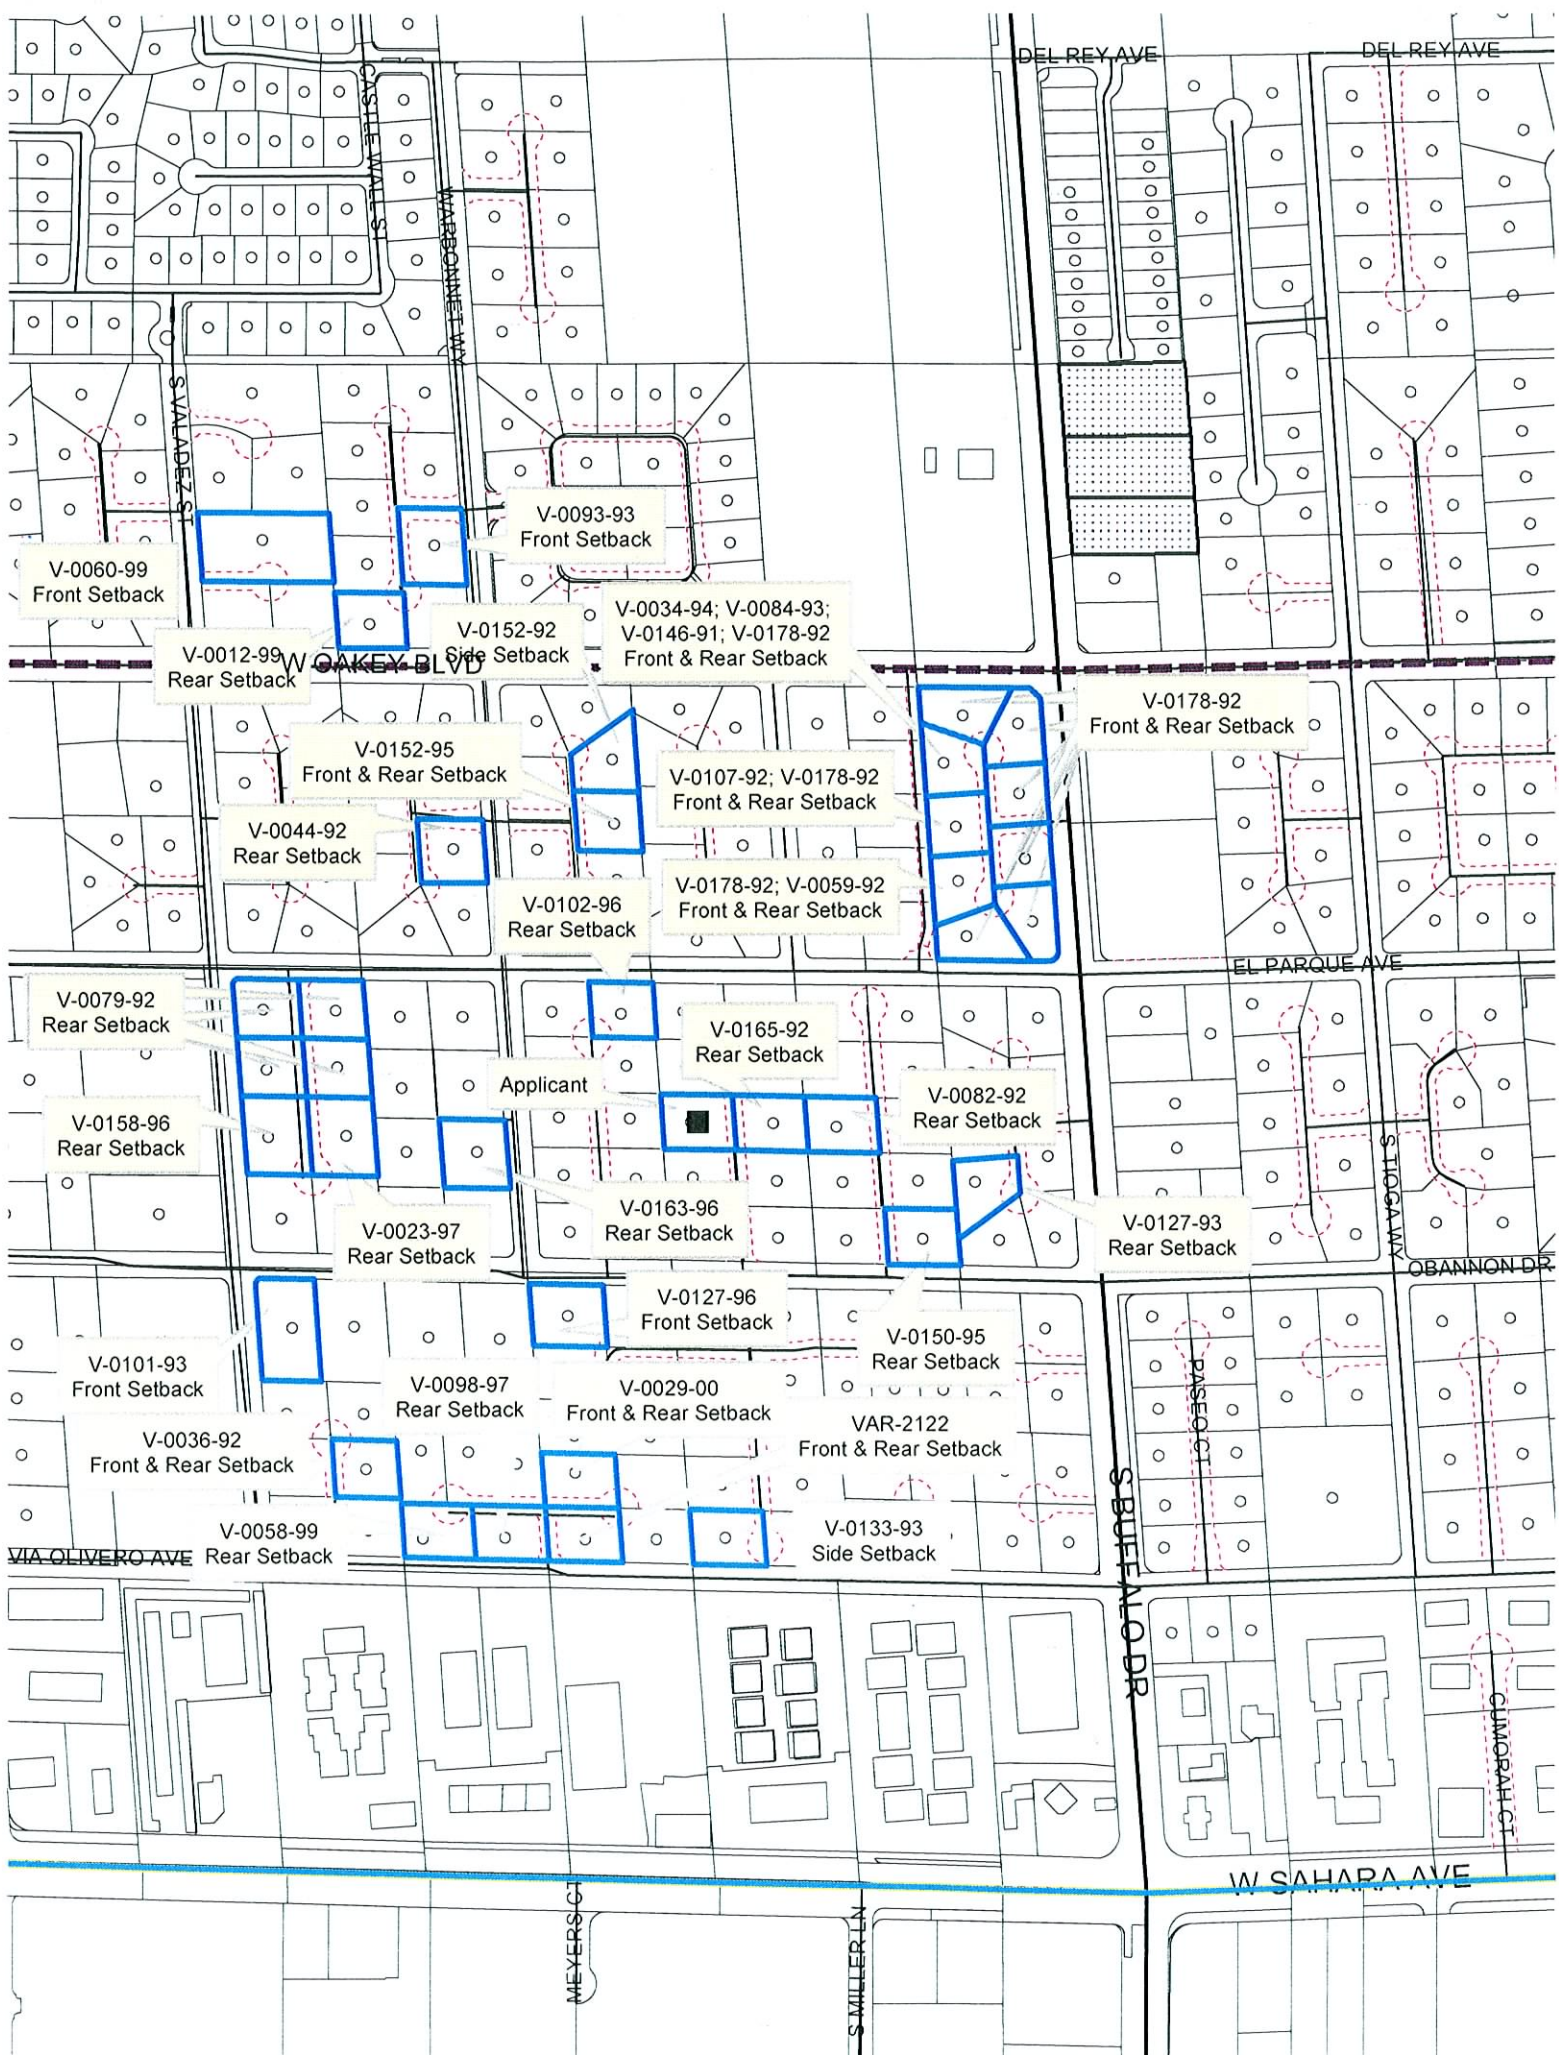 DEL REY AVE
DEL REY AVE
CASTLE WALL ST
WARBONNET WY
S VALADEZ ST
V-0093-93
Front Setback
V-0060-99
Front Setback
V-0034-94; V-0084-93;
V-0146-91; V-0178-92
Front & Rear Setback
V-0152-92
Side Setback
V-0012-99
Rear Setback
W OAKEY BLVD
V-0178-92
Front & Rear Setback
V-0152-95
Front & Rear Setback
V-0107-92; V-0178-92
Front & Rear Setback
V-0044-92
Rear Setback
V-0178-92; V-0059-92
Front & Rear Setback
V-0102-96
Rear Setback
EL PARQUE AVE
V-0079-92
Rear Setback
V-0165-92
Rear Setback
Applicant
V-0082-92
Rear Setback
V-0158-96
Rear Setback
S TIOGA WY
V-0163-96
Rear Setback
V-0127-93
Rear Setback
V-0023-97
Rear Setback
OBANNON DR
V-0127-96
Front Setback
V-0150-95
Rear Setback
V-0101-93
Front Setback
V-0098-97
Rear Setback
V-0029-00
Front & Rear Setback
PASEO CT
VAR-2122
Front & Rear Setback
V-0036-92
Front & Rear Setback
S BUFFALO DR
V-0058-99
Rear Setback
V-0133-93
Side Setback
VIA OLIVERO AVE
CUMORAH CT
W SAHARA AVE
MEYERS CT
S MILLER LN